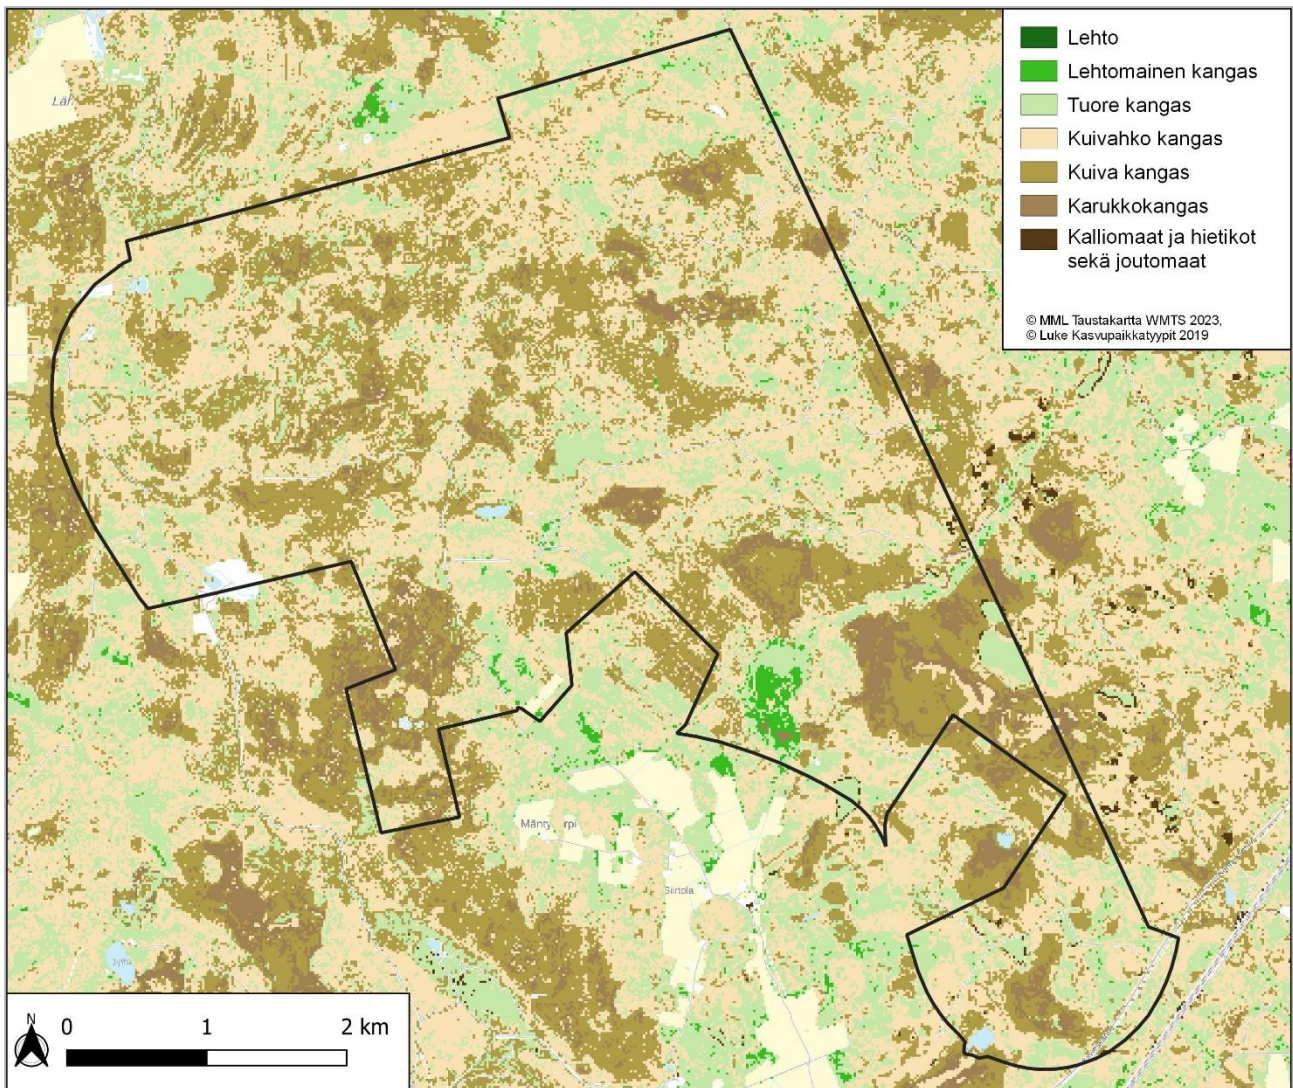 Lehto
Lehtomainen kangas
Tuore kangas
Kuivahko kangas
Kuiva kangas
Karukkokangas
Kalliomaat ja hietikot
sekä joutomaat
© MML Taustakartta WMTS 2023,
© Luke Kasvupaikkatyypit 2019
Siirtola
N
0 1 2 km